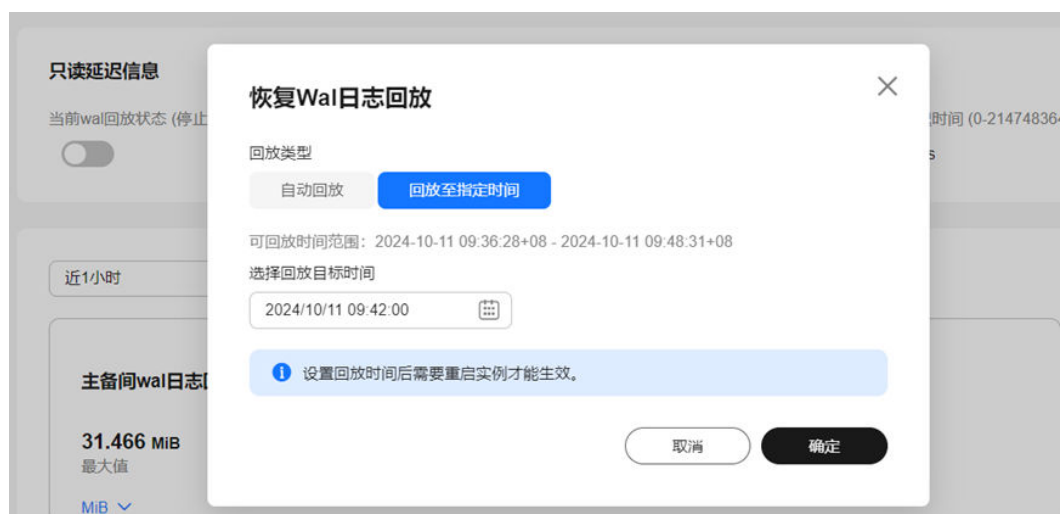 只读延迟信息
恢复Wal日志回放
当前wal回放状态 (停止
时间 (0-214748364
s
回放类型
自动回放
回放至指定时间
可回放时间范围：2024-10-11 09:36:28+08 - 2024-10-11 09:48:31+08
选择回放目标时间
近1小时
2024/10/11 09:42:00
设置回放时间后需要重启实例才能生效。
主备间wal日志
31.466 MiB
最大值
MiB
取消
确定